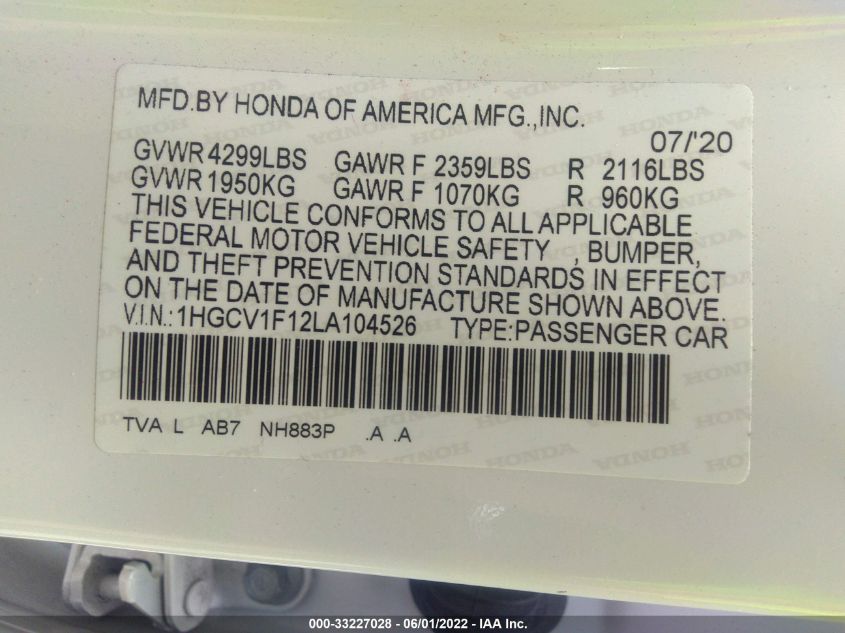 MFD.BY HONDA OF AMERICA MFG.,INC.
07/'20
GVWR 4299LBS GAWR F 2359LBS R 2116LBS
GVWR 1950KG GAWR F 1070KG R 960KG
THIS VEHICLE CONFORMS TO ALL APPLICABLE
FEDERAL MOTOR VEHICLE SAFETY , BUMPER,
AND THEFT PREVENTION STANDARDS IN EFFECT
ON THE DATE OF MANUFACTURE SHOWN ABOVE.
V.I.N.:1HGCV1F12LA104526 TYPE:PASSENGER CAR
TVA L AB7 NH883P .A .A
000-33227028 - 06/01/2022 - IAA Inc.